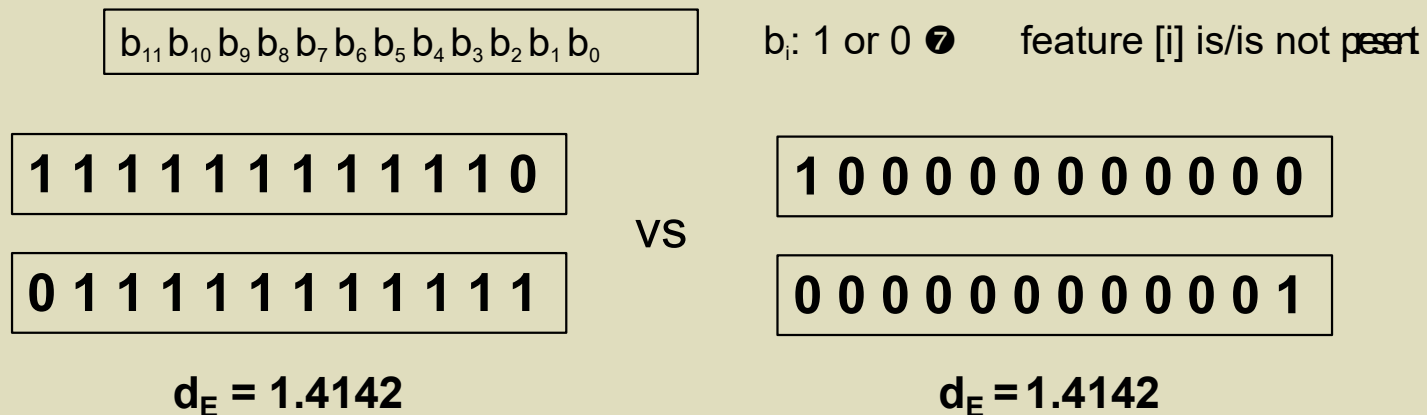 b₁₁ b₁₀ b₉ b₈ b₇ b₆ b₅ b₄ b₃ b₂ b₁ b₀
bᵢ: 1 or 0 ❼ feature [i] is/is not present
1 1 1 1 1 1 1 1 1 1 1 0
0 1 1 1 1 1 1 1 1 1 1 1
vs
1 0 0 0 0 0 0 0 0 0 0 0
0 0 0 0 0 0 0 0 0 0 0 1
d_E = 1.4142
d_E = 1.4142